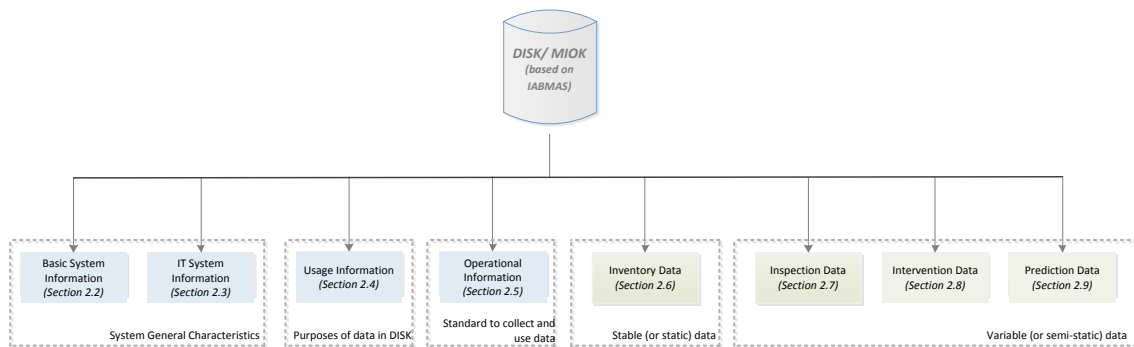 DISK/ MIOK
(based on
IABMAS)
Basic System
Information
(Section 2.2)
IT System
Information
(Section 2.3)
System General Characteristics
Usage Information
(Section 2.4)
Purposes of data in DISK
Operational
Information
(Section 2.5)
Standard to collect and
use data
Inventory Data
(Section 2.6)
Stable (or static) data
Inspection Data
(Section 2.7)
Intervention Data
(Section 2.8)
Prediction Data
(Section 2.9)
Variable (or semi-static) data